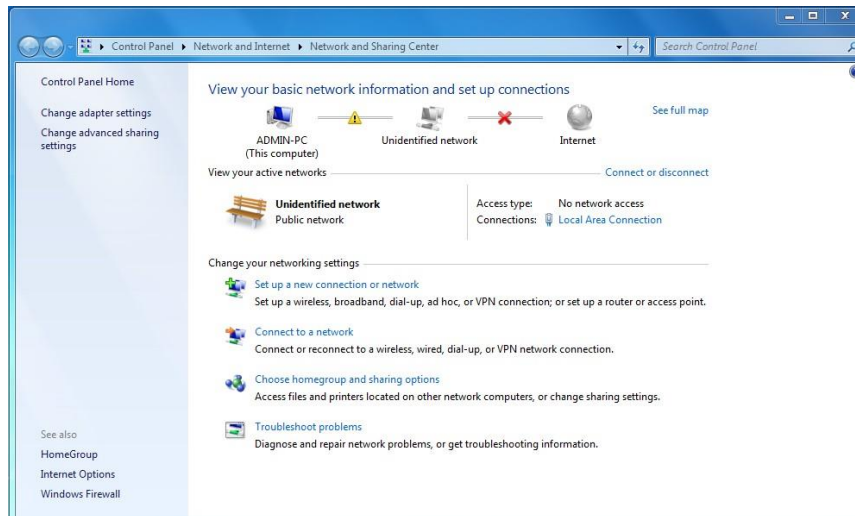 Control Panel ▸ Network and Internet ▸ Network and Sharing Center
Search Control Panel
Control Panel Home
Change adapter settings
Change advanced sharing
settings
See also
HomeGroup
Internet Options
Windows Firewall
View your basic network information and set up connections
See full map
ADMIN-PC
(This computer)
Unidentified network
Internet
View your active networks
Connect or disconnect
Unidentified network
Public network
Access type: No network access
Connections: Local Area Connection
Change your networking settings
Set up a new connection or network
Set up a wireless, broadband, dial-up, ad hoc, or VPN connection; or set up a router or access point.
Connect to a network
Connect or reconnect to a wireless, wired, dial-up, or VPN network connection.
Choose homegroup and sharing options
Access files and printers located on other network computers, or change sharing settings.
Troubleshoot problems
Diagnose and repair network problems, or get troubleshooting information.